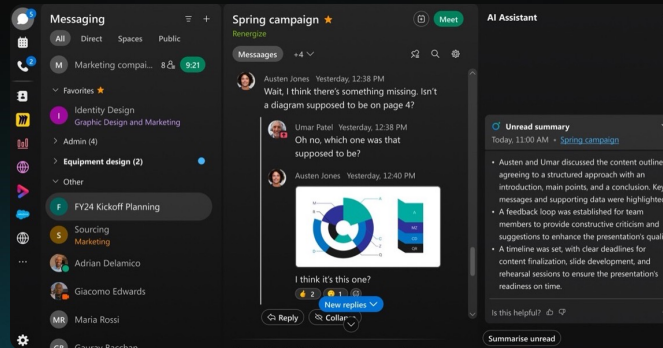 5
2
Messaging
All
Direct
Spaces
Public
M
Marketing compai...
8
9:21
Favorites
I
Identity Design
Graphic Design and Marketing
Admin (4)
Equipment design (2)
Other
F
FY24 Kickoff Planning
S
Sourcing
Marketing
Adrian Delamico
Giacomo Edwards
MR
Maria Rossi
Spring campaign
Meet
Renergize
Messaages
+4
Austen Jones Yesterday, 12:38 PM
Wait, I think there's something missing. Isn't
a diagram supposed to be on page 4?
Umar Patel Yesterday, 12:38 PM
Oh no, which one was that
supposed to be?
Austen Jones Yesterday, 12:40 PM
I think it's this one?
2
1
New replies
Reply
Collapse
AI Assistant
Unread summary
Today, 11:00 AM • Spring campaign
• Austen and Umar discussed the content outline
agreeing to a structured approach with an
introduction, main points, and a conclusion. Key
messages and supporting data were highlighted
• A feedback loop was established for team
members to provide constructive criticism and
suggestions to enhance the presentation's quali
• A timeline was set, with clear deadlines for
content finalization, slide development, and
rehearsal sessions to ensure the presentation's
readiness on time.
Is this helpful?
Summarise unread